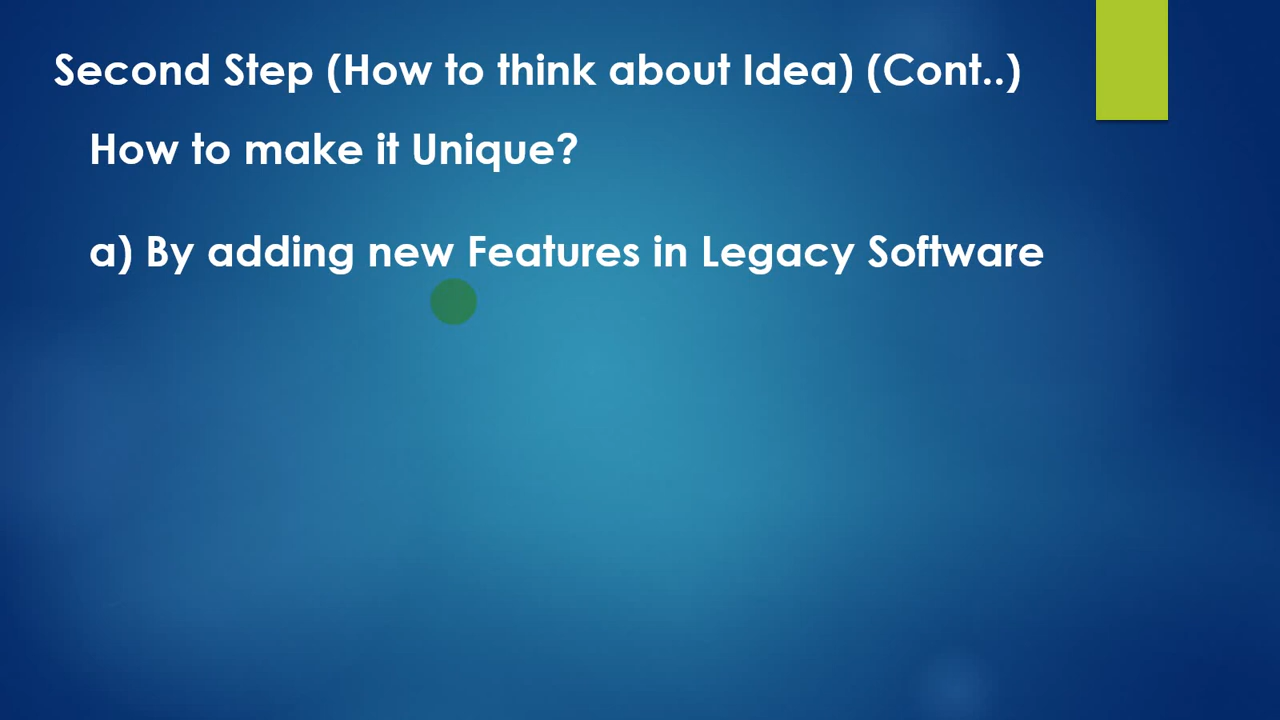 Second Step (How to think about Idea) (Cont..)
How to make it Unique?
a) By adding new Features in Legacy Software